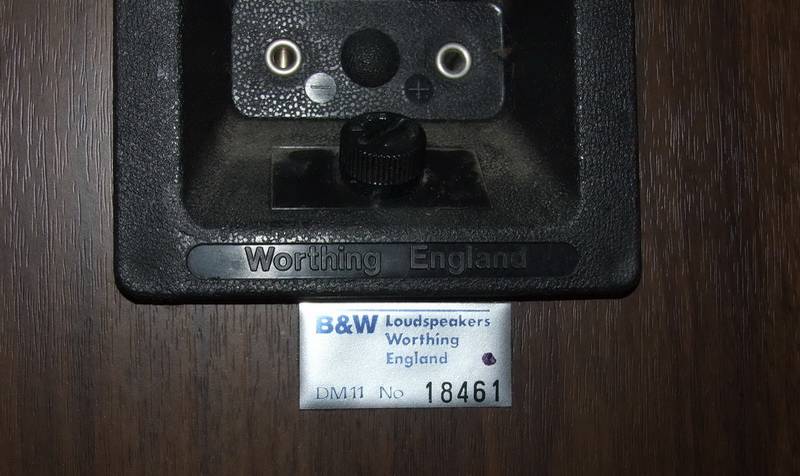 − +
Worthing England
B&W Loudspeakers
Worthing
England
DM11 No 18461